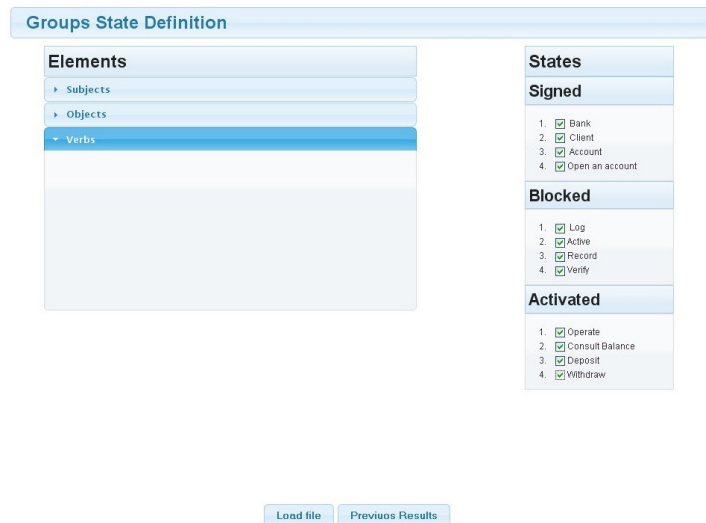 Groups State Definition
Elements
Subjects
Objects
Verbs
States
Signed
1. Bank
2. Client
3. Account
4. Open an account
Blocked
1. Log
2. Active
3. Record
4. Verify
Activated
1. Operate
2. Consult Balance
3. Deposit
4. Withdraw
Load file
Previuos Results